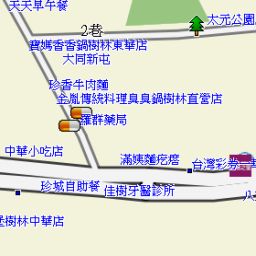 天天早午餐
太元公園
2巷
寶媽香香鍋樹林東華店
大同新屯
珍香牛肉麵
金胤傳統料理臭臭鍋樹林直營店
羅群藥局
中華小吃店
滿姨麵疙瘩
台灣彩券
珍城自助餐
佳樹牙醫診所
樹林中華店